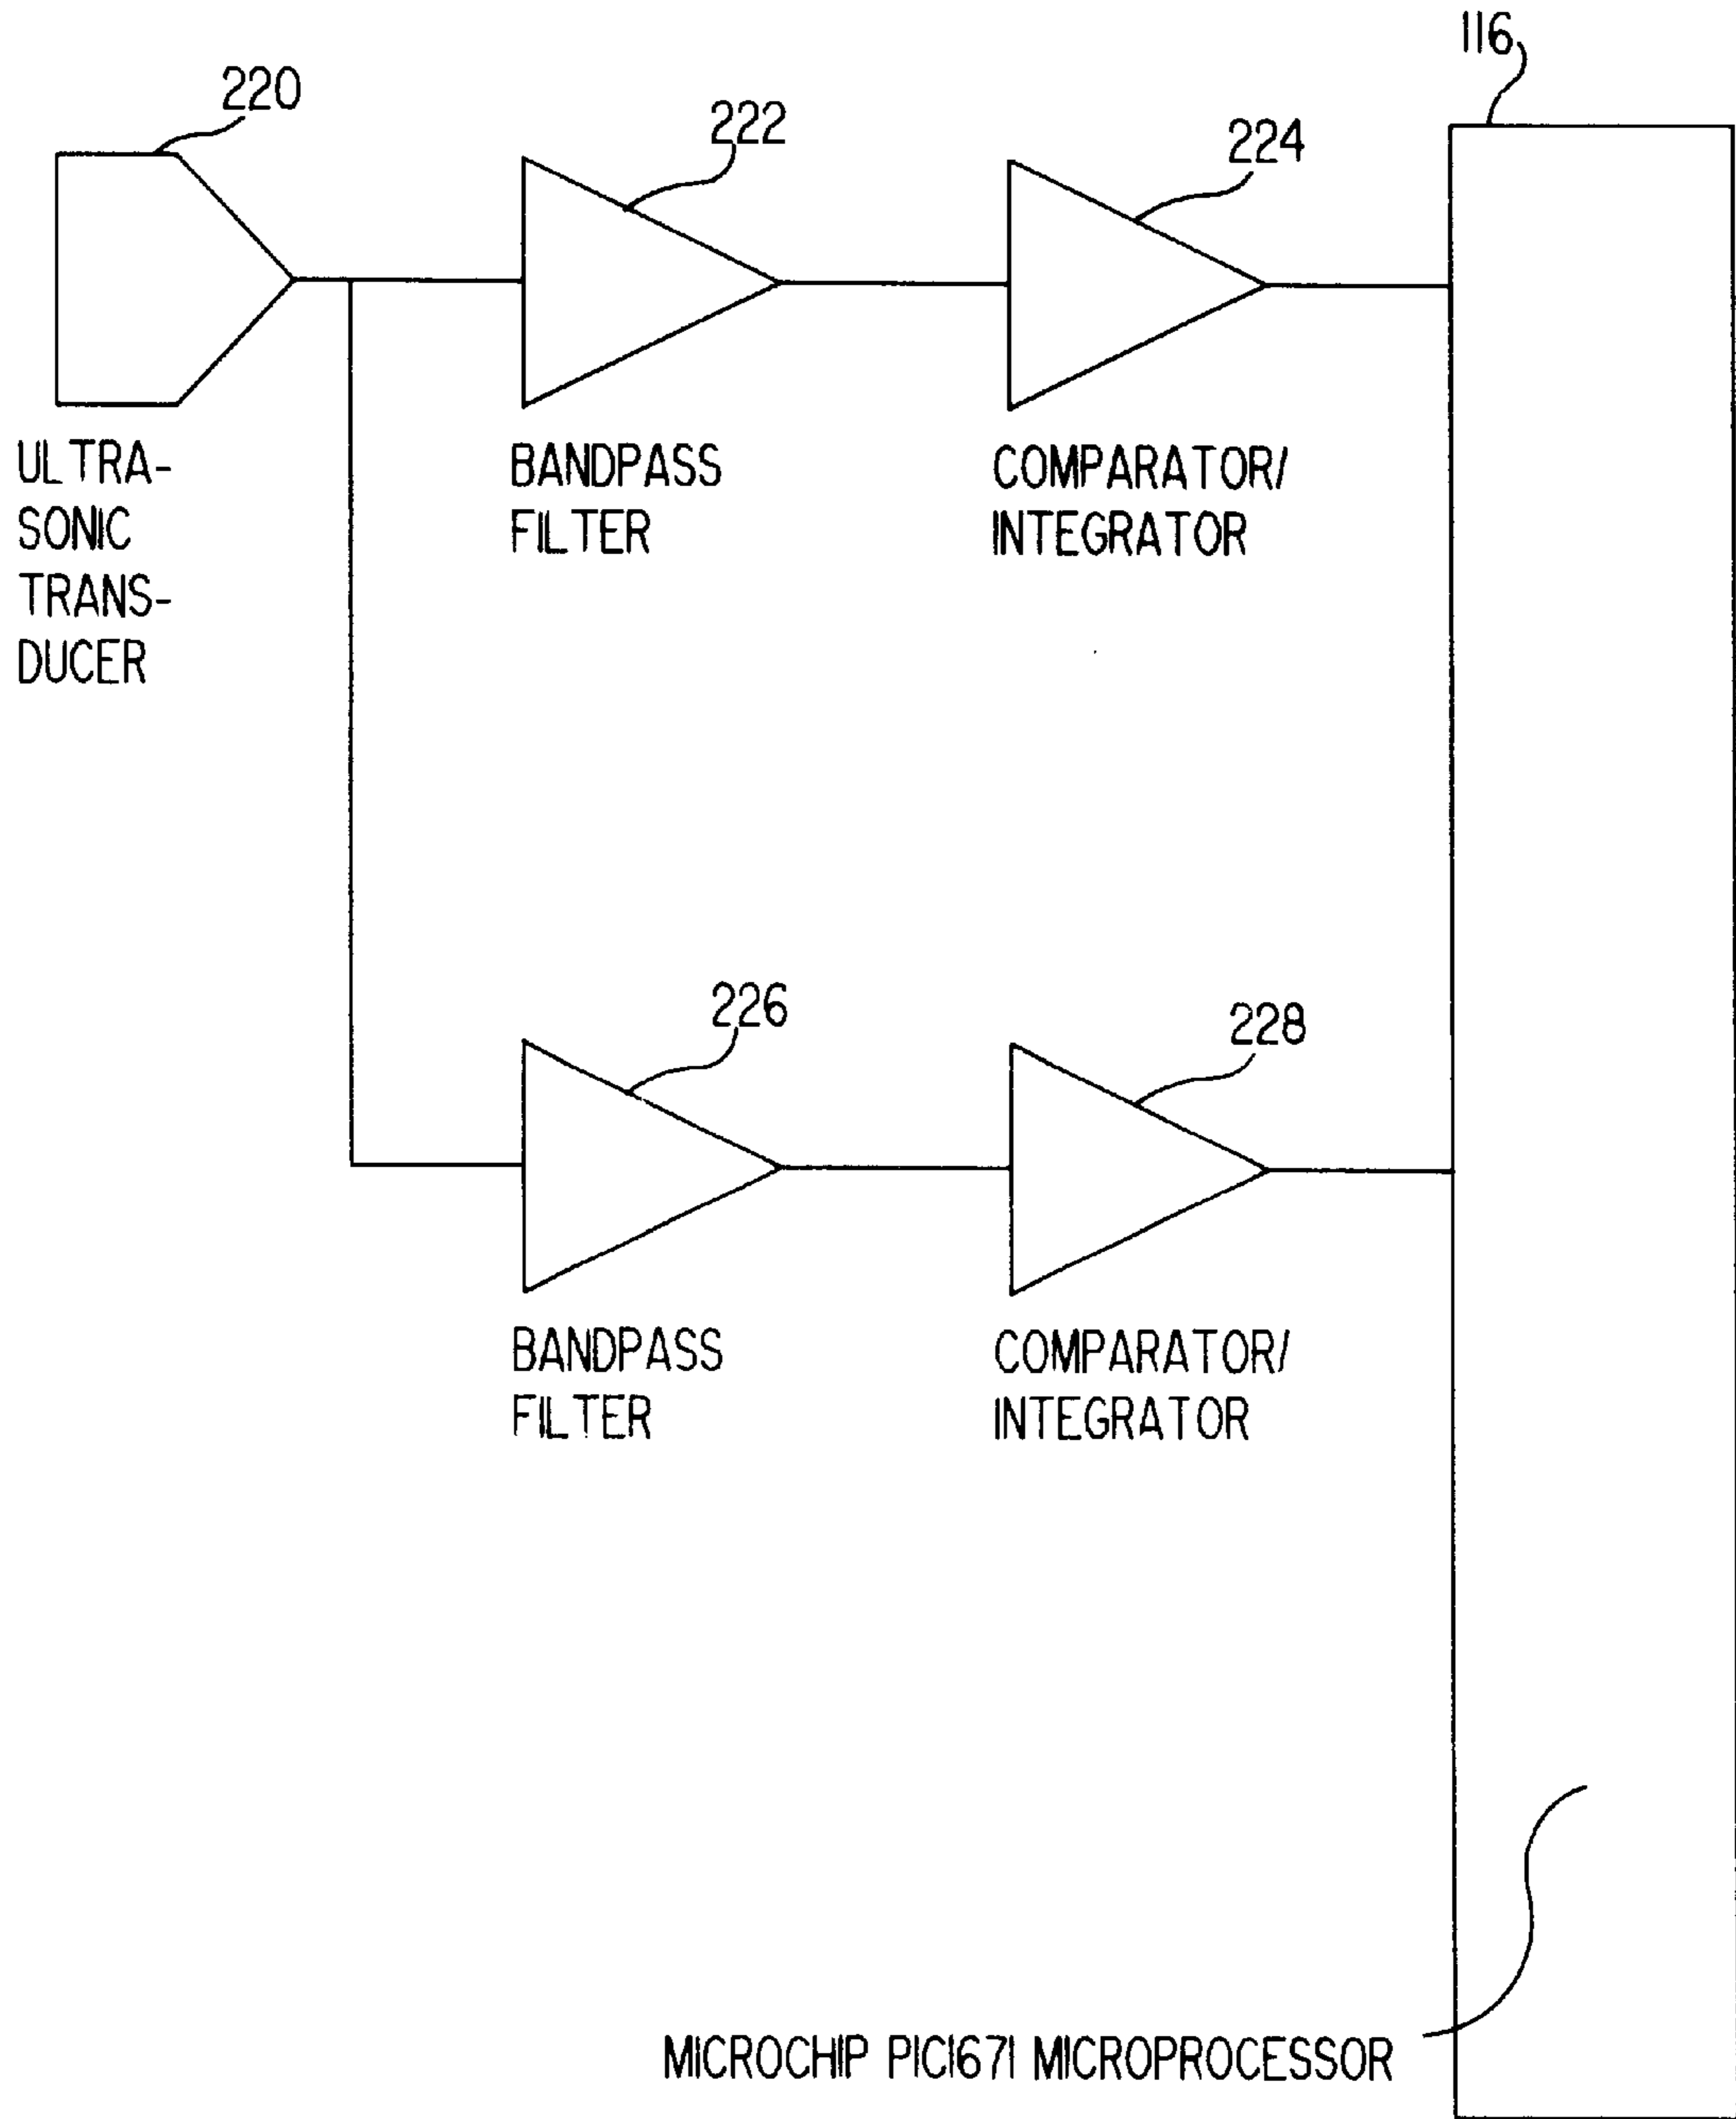 116
220
222
224
ULTRA-
SONIC
TRANS-
DUCER
BANDPASS
FILTER
COMPARATOR/
INTEGRATOR
226
228
BANDPASS
FILTER
COMPARATOR/
INTEGRATOR
MICROCHIP PIC1671 MICROPROCESSOR